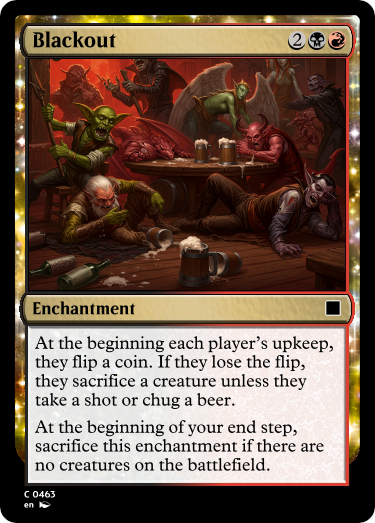 Blackout 2
Enchantment
At the beginning each player's upkeep,
they flip a coin. If they lose the flip,
they sacrifice a creature unless they
take a shot or chug a beer.
At the beginning of your end step,
sacrifice this enchantment if there are
no creatures on the battlefield.
C 0463
en